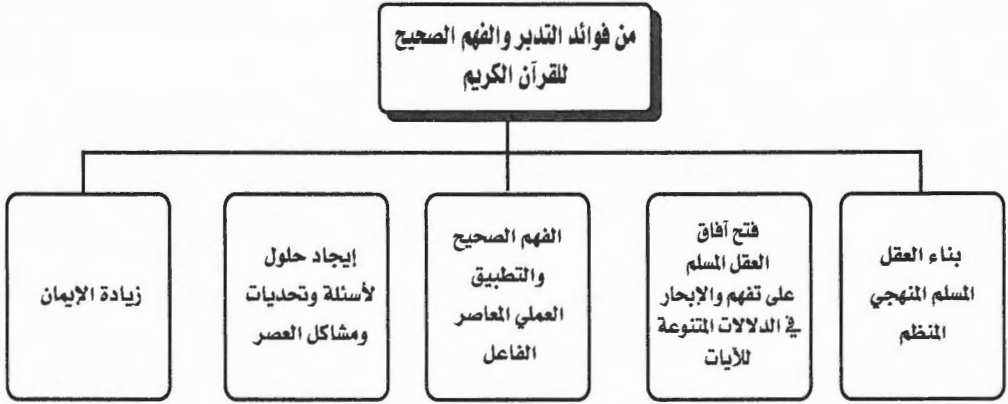 من فوائد التدبر والفهم الصحيح
للقرآن الكريم
بناء العقل
المسلم المنهجي
المنظم
فتح آفاق
العقل المسلم
على تفهم والإبحار
في الدلالات المتنوعة
للآيات
الفهم الصحيح
والتطبيق
العملي المعاصر
الفاعل
إيجاد حلول
لأسئلة وتحديات
ومشاكل العصر
زيادة الإيمان